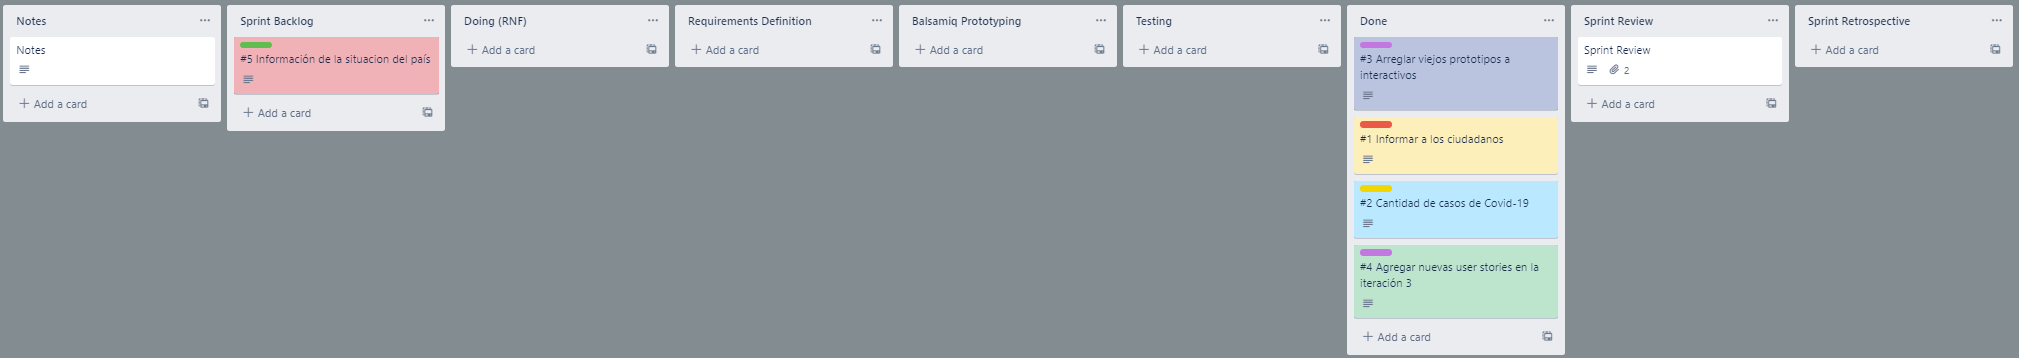 Notes
Notes
+ Add a card
Sprint Backlog
#5 Información de la situacion del país
+ Add a card
Doing (RNF)
+ Add a card
Requirements Definition
+ Add a card
Balsamiq Prototyping
+ Add a card
Testing
+ Add a card
Done
#3 Arreglar viejos prototipos a
interactivos
#1 Informar a los ciudadanos
#2 Cantidad de casos de Covid-19
#4 Agregar nuevas user stories en la
iteración 3
+ Add a card
Sprint Review
Sprint Review
2
+ Add a card
Sprint Retrospective
+ Add a card